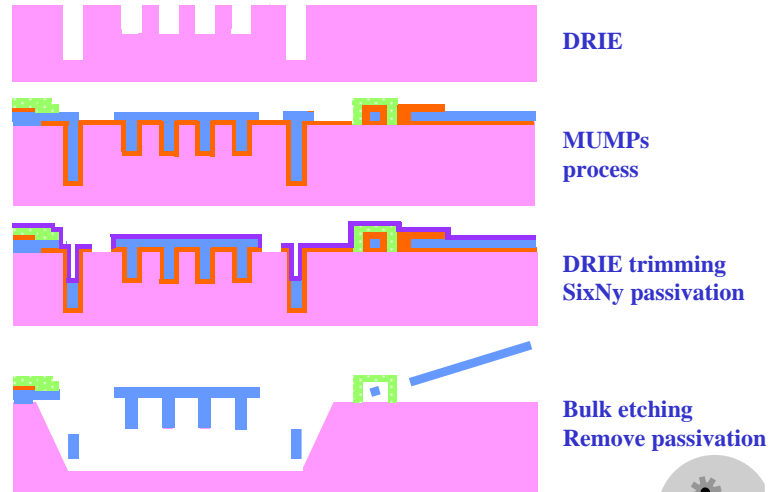 DRIE
MUMPs
process
DRIE trimming
SixNy passivation
Bulk etching
Remove passivation